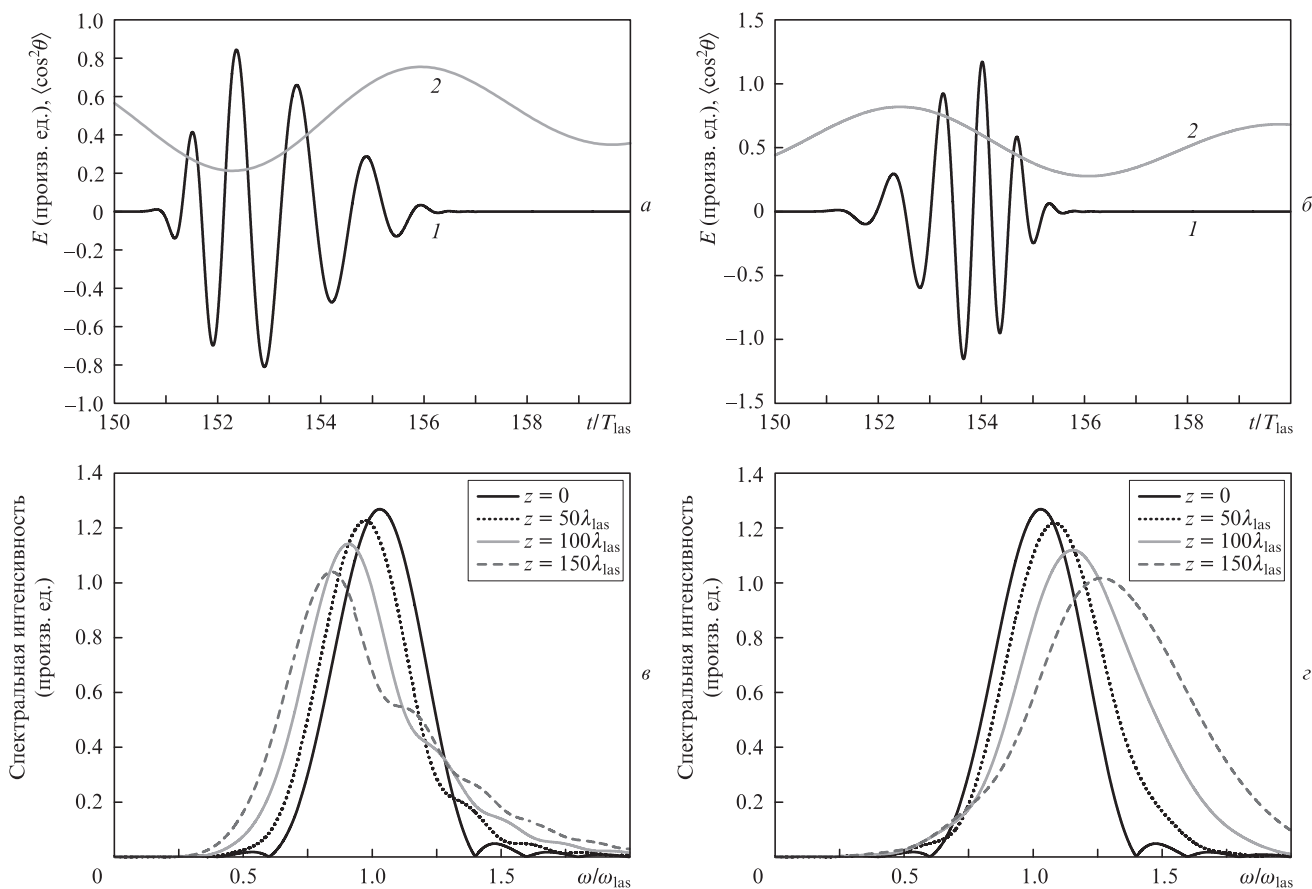 E (произв. ед.), ⟨cos²θ⟩
1.0
0.8
0.6
0.4
0.2
0
−0.2
−0.4
−0.6
−0.8
−1.0
2
1
150
152
154
156
158
t/T_las
а
E (произв. ед.), ⟨cos²θ⟩
1.5
1.0
0.5
0
−0.5
−1.0
−1.5
2
1
150
152
154
156
158
t/T_las
б
Спектральная интенсивность
(произв. ед.)
1.4
1.2
1.0
0.8
0.6
0.4
0.2
z = 0
z = 50λ_las
z = 100λ_las
z = 150λ_las
0
0.5
1.0
1.5
ω/ω_las
в
Спектральная интенсивность
(произв. ед.)
1.4
1.2
1.0
0.8
0.6
0.4
0.2
z = 0
z = 50λ_las
z = 100λ_las
z = 150λ_las
0
0.5
1.0
1.5
ω/ω_las
г